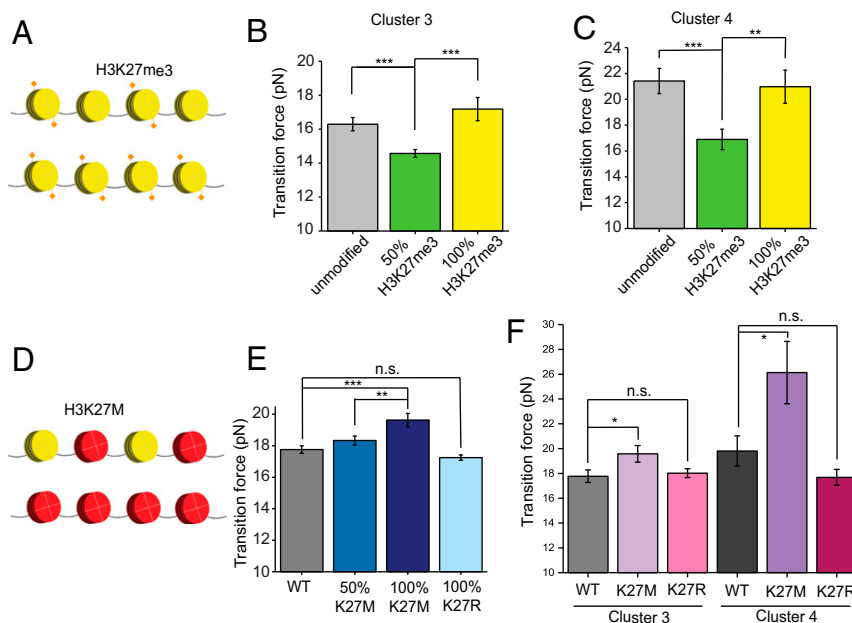 A
H3K27me3
B
Cluster 3
Transition force (pN)
18
16
14
12
10
***
***
unmodified
50%
H3K27me3
100%
H3K27me3
C
Cluster 4
Transition force (pN)
24
22
20
18
16
14
12
10
***
**
unmodified
50%
H3K27me3
100%
H3K27me3
D
H3K27M
E
Transition force (pN)
20
18
16
14
12
10
n.s.
***
**
WT
50%
K27M
100%
K27M
100%
K27R
F
Transition force (pN)
30
28
26
24
22
20
18
16
14
12
10
n.s.
*
n.s.
*
WT K27M K27R WT K27M K27R
Cluster 3 Cluster 4